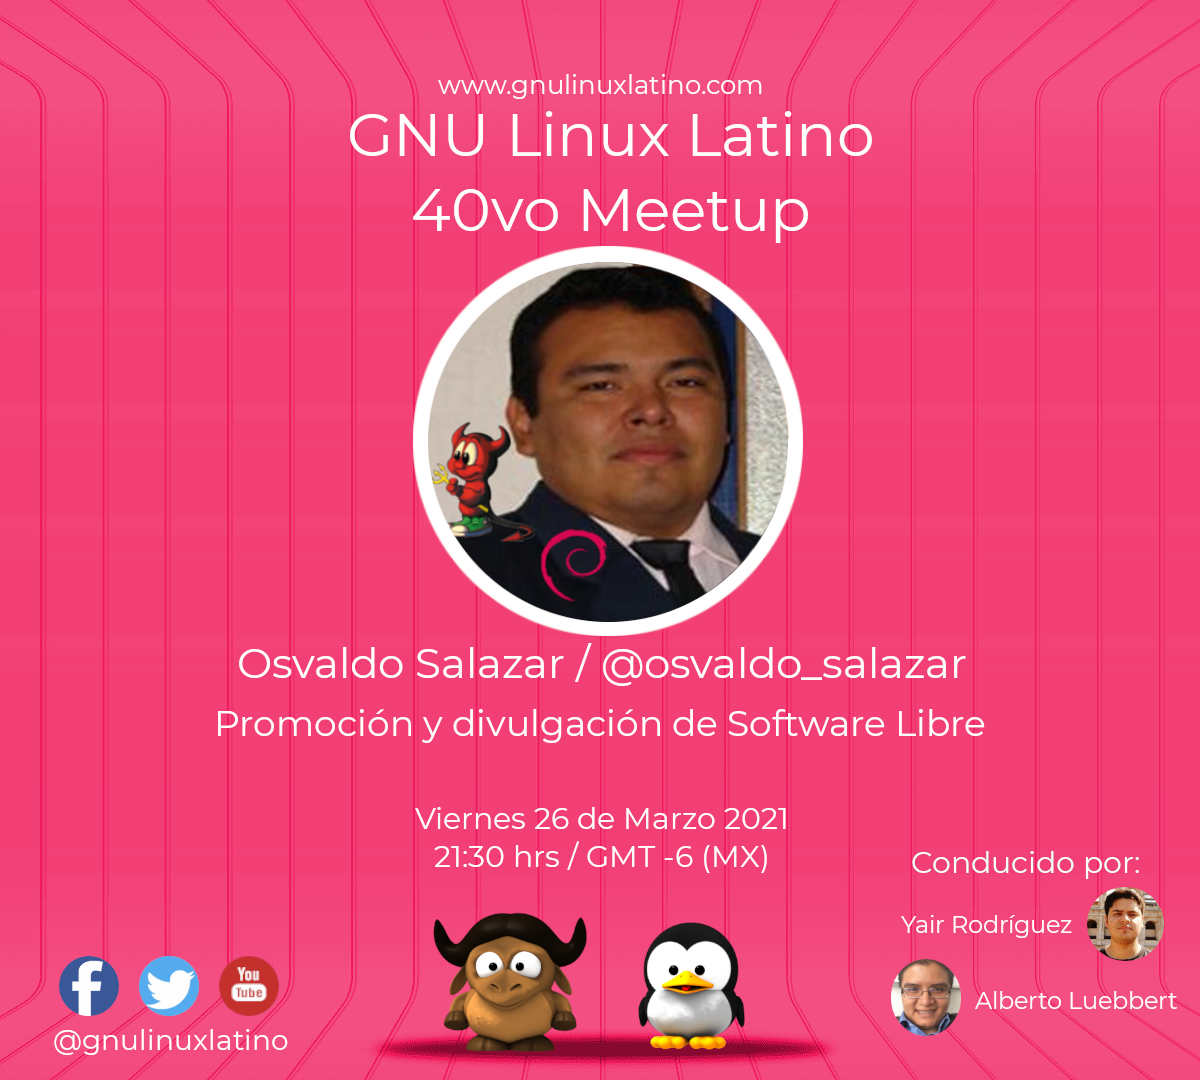 www.gnulinuxlatino.com
GNU Linux Latino
40vo Meetup
Osvaldo Salazar / @osvaldo_salazar
Promoción y divulgación de Software Libre
Viernes 26 de Marzo 2021
21:30 hrs / GMT -6 (MX)
Conducido por:
Yair Rodríguez
Alberto Luebbert
You
Tube
@gnulinuxlatino